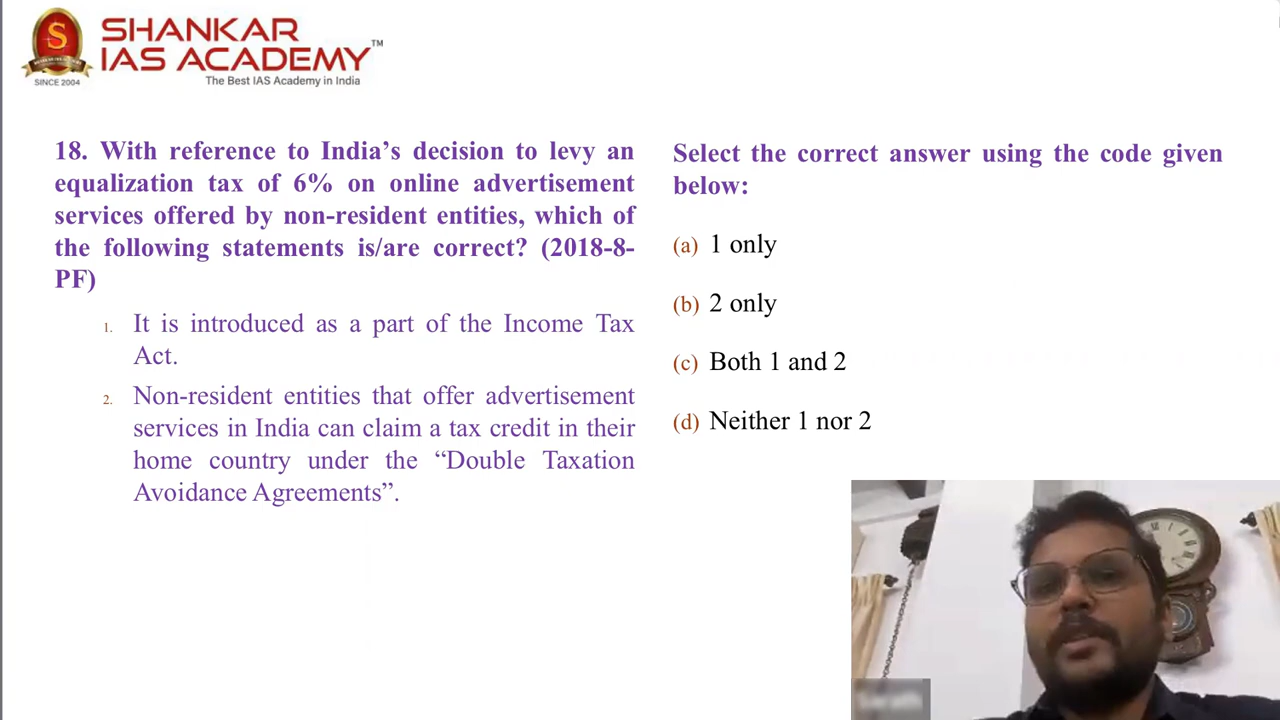 SHANKAR
IAS ACADEMY™
The Best IAS Academy in India
SINCE 2004
18. With reference to India’s decision to levy an
equalization tax of 6% on online advertisement
services offered by non-resident entities, which of
the following statements is/are correct? (2018-8-
PF)
1. It is introduced as a part of the Income Tax
Act.
2. Non-resident entities that offer advertisement
services in India can claim a tax credit in their
home country under the “Double Taxation
Avoidance Agreements”.
Select the correct answer using the code given
below:
(a) 1 only
(b) 2 only
(c) Both 1 and 2
(d) Neither 1 nor 2